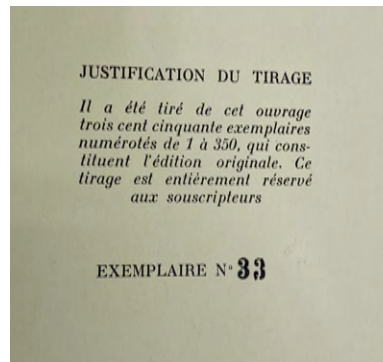 JUSTIFICATION DU TIRAGE
Il a été tiré de cet ouvrage
trois cent cinquante exemplaires
numérotés de 1 à 350, qui cons-
tituent l'édition originale. Ce
tirage est entièrement réservé
aux souscripteurs
EXEMPLAIRE N° 33